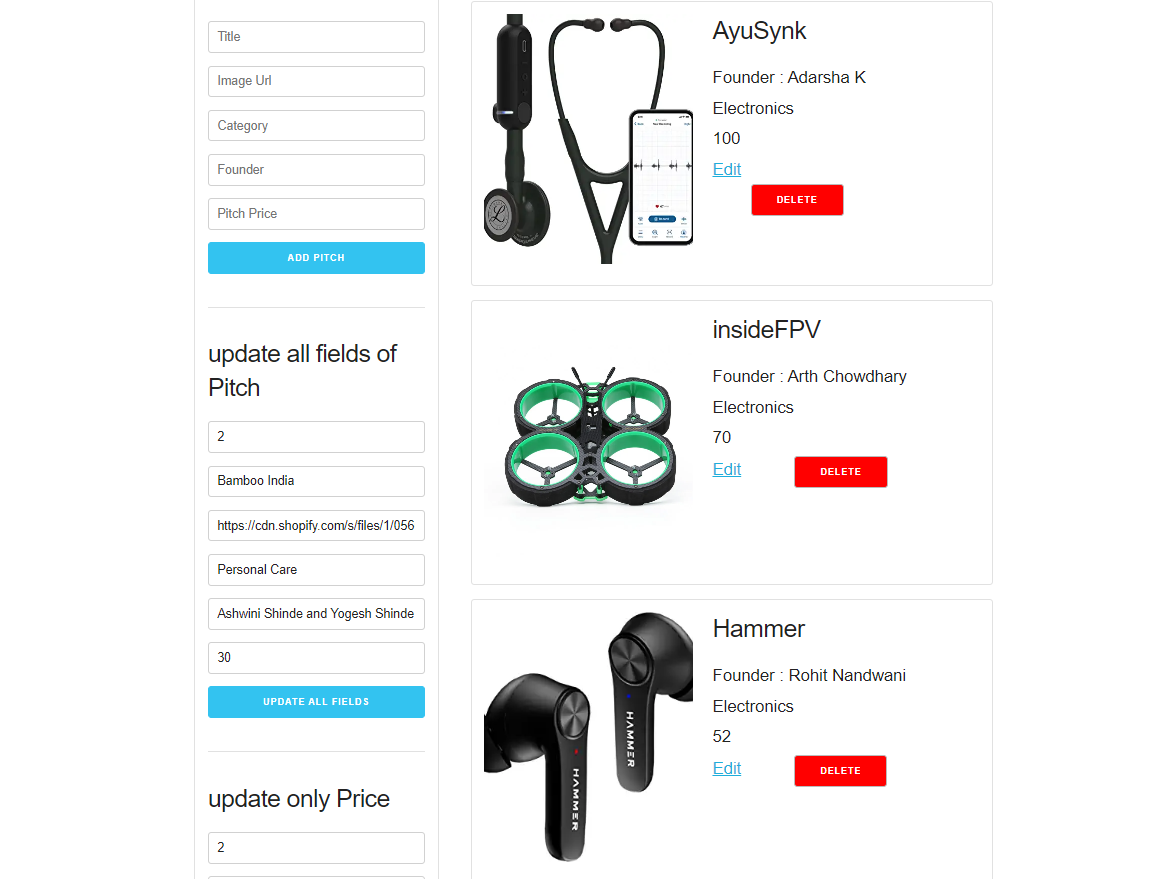 Title
Image Url
Category
Founder
Pitch Price
ADD PITCH
update all fields of
Pitch
2
Bamboo India
https://cdn.shopify.com/s/files/1/056
Personal Care
Ashwini Shinde and Yogesh Shinde
30
UPDATE ALL FIELDS
update only Price
2
AyuSynk
Founder : Adarsha K
Electronics
100
Edit
DELETE
insideFPV
Founder : Arth Chowdhary
Electronics
70
Edit
DELETE
HAMMER
HAMMER
Hammer
Founder : Rohit Nandwani
Electronics
52
Edit
DELETE